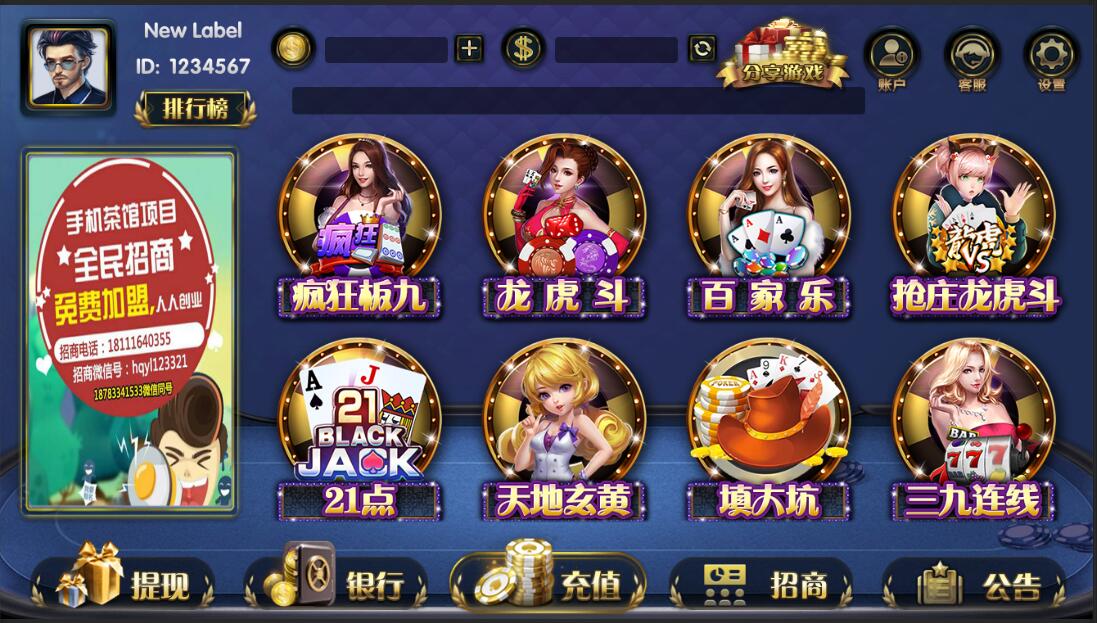 New Label
ID: 1234567
排行榜
分享游戏
账户
客服
设置
手机茶馆项目
全民招商
免费加盟,人人创业
招商电话：18111640355
招商微信号：hqyl123321
18783341533微信同号
疯狂
疯狂板九
龙虎斗
百家乐
龍虎
VS
抢庄龙虎斗
A
J
21
BLACK
JACK
21点
天地玄黄
POKER
A
9
K
7
填大坑
BAR
777
三九连线
提现
银行
充值
招商
公告